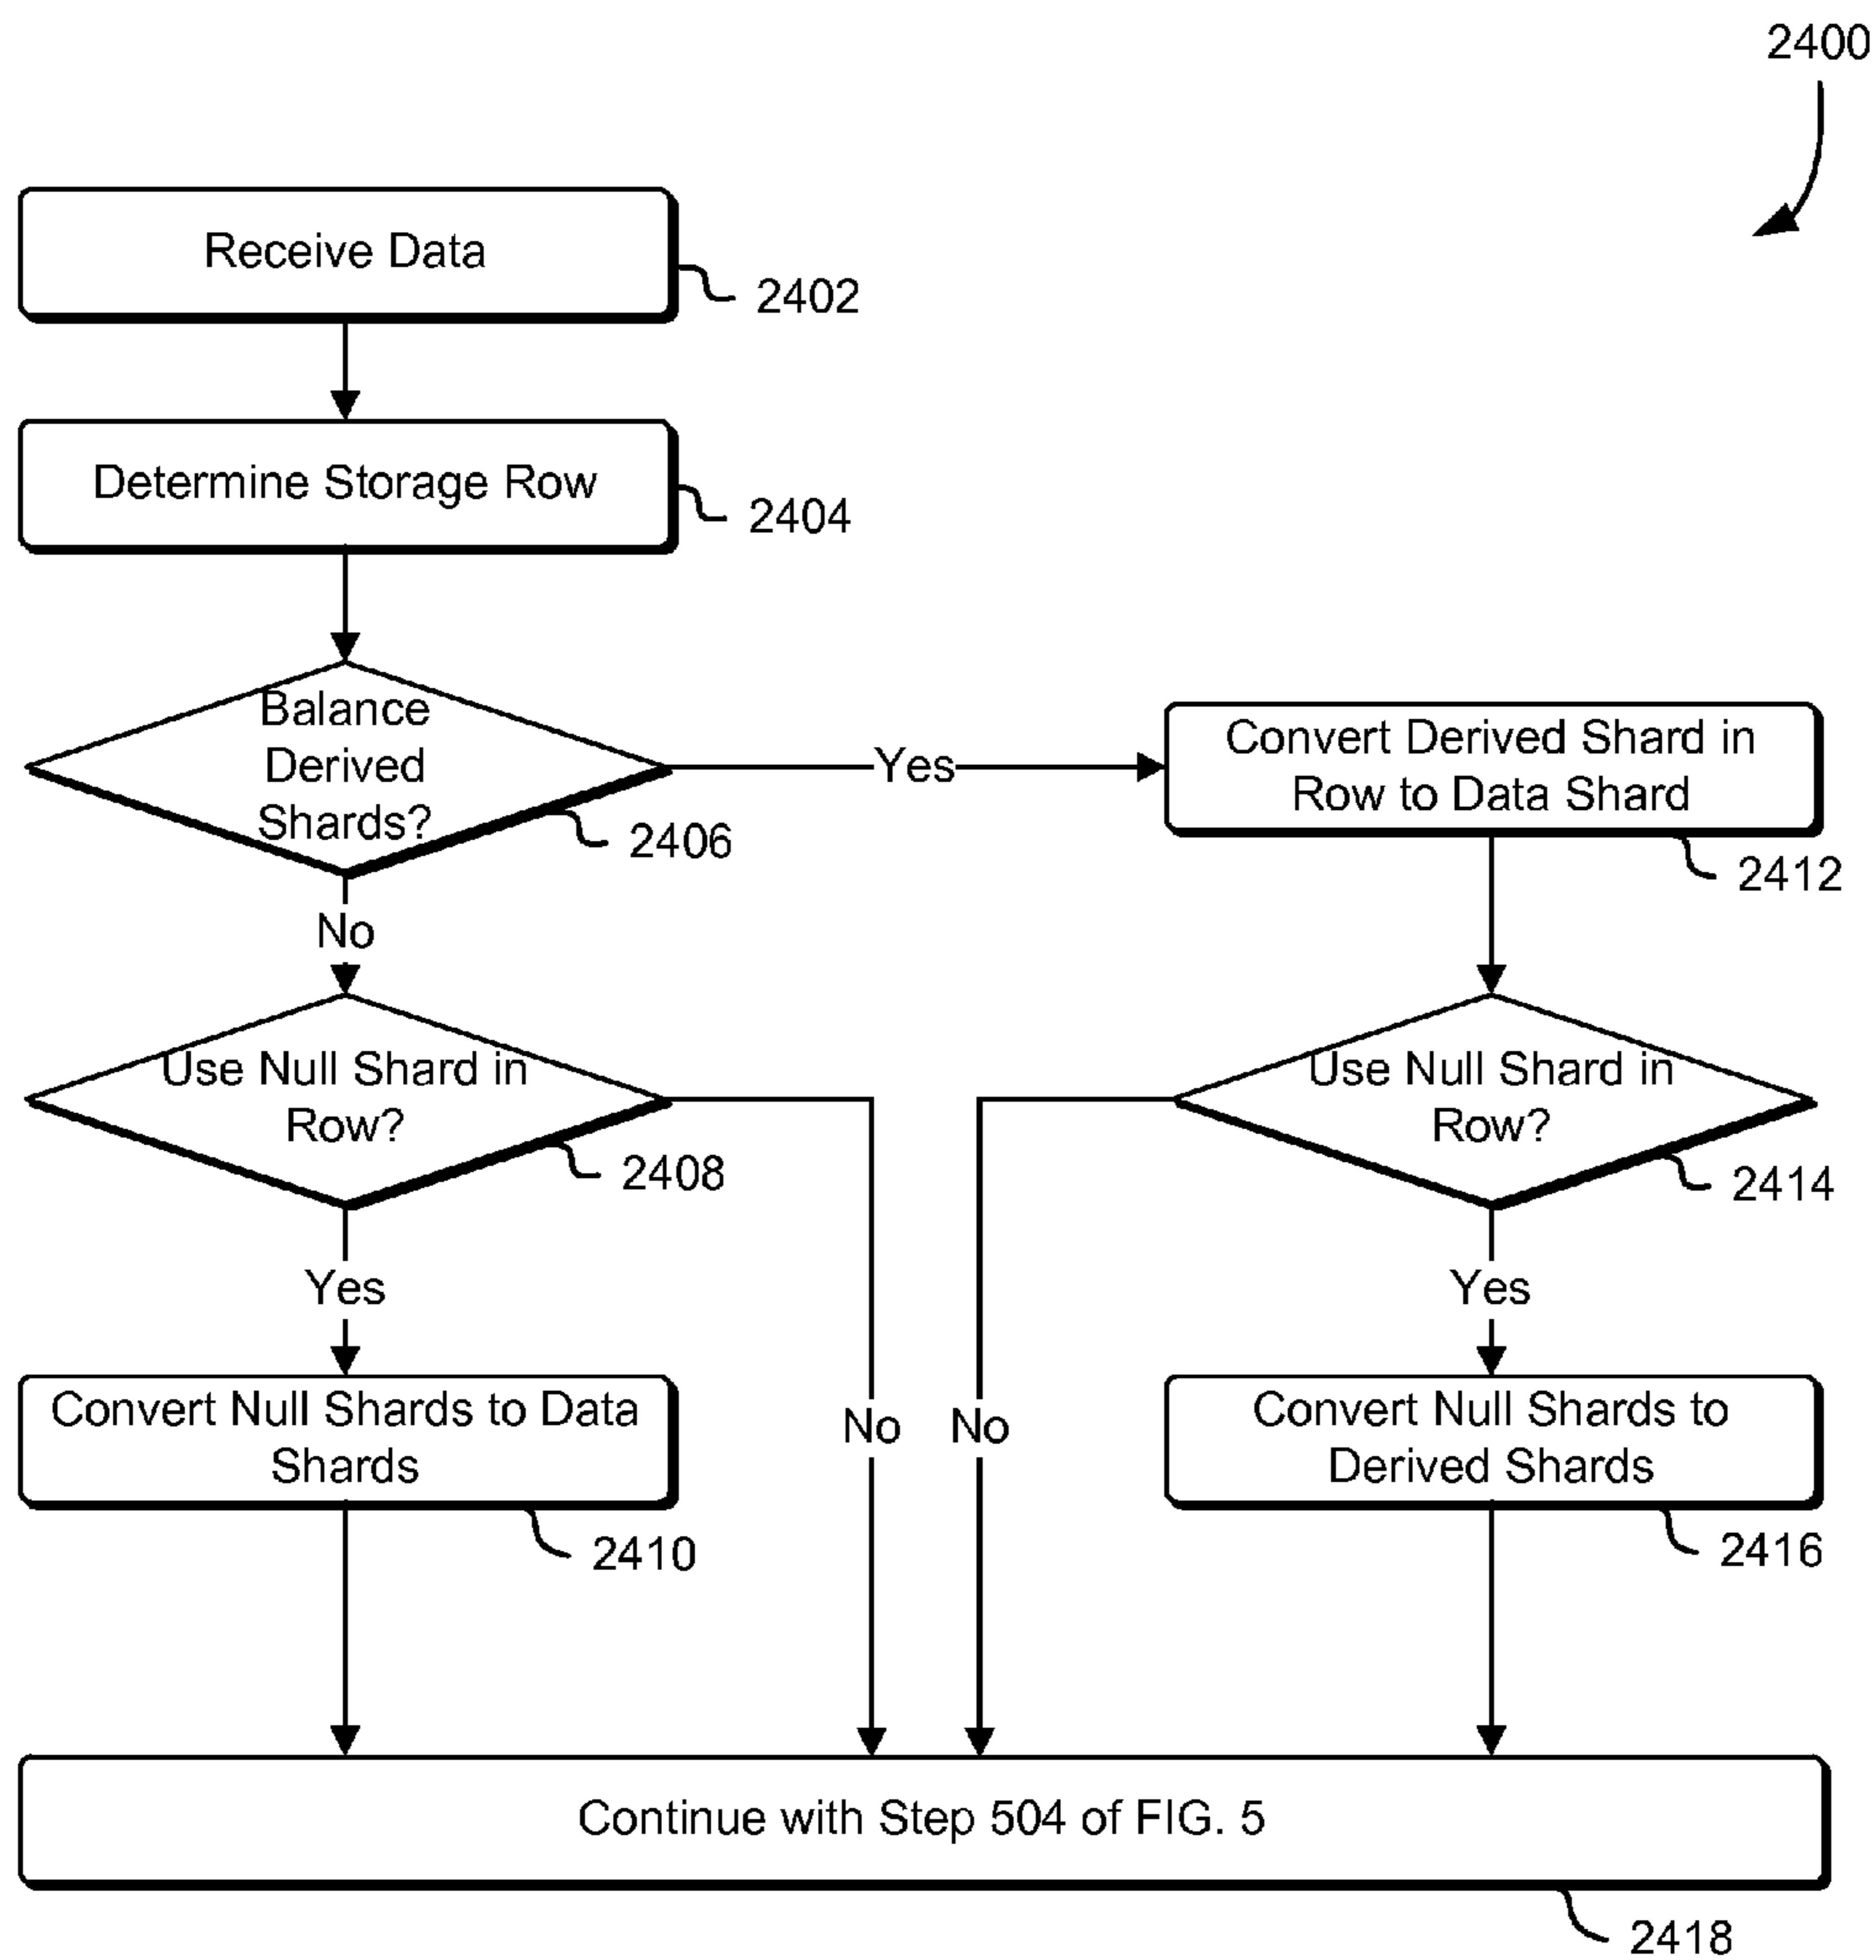 2400
Receive Data
2402
Determine Storage Row
2404
Balance
Derived
Shards?
2406
Yes
Convert Derived Shard in
Row to Data Shard
2412
No
Use Null Shard in
Row?
2408
Use Null Shard in
Row?
2414
Yes
Yes
Convert Null Shards to Data
Shards
2410
No
No
Convert Null Shards to
Derived Shards
2416
Continue with Step 504 of FIG. 5
2418